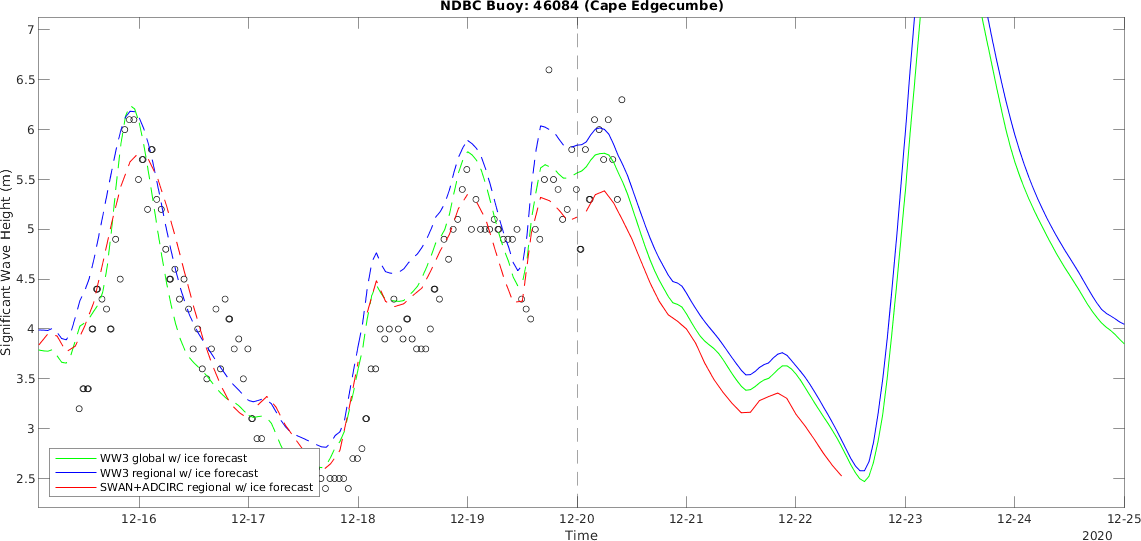 NDBC Buoy: 46084 (Cape Edgecumbe)
7
6.5
6
5.5
5
4.5
4
3.5
3
2.5
Significant Wave Height (m)
WW3 global w/ ice forecast
WW3 regional w/ ice forecast
SWAN+ADCIRC regional w/ ice forecast
12-16 12-17 12-18 12-19 12-20 12-21 12-22 12-23 12-24 12-25
Time
2020